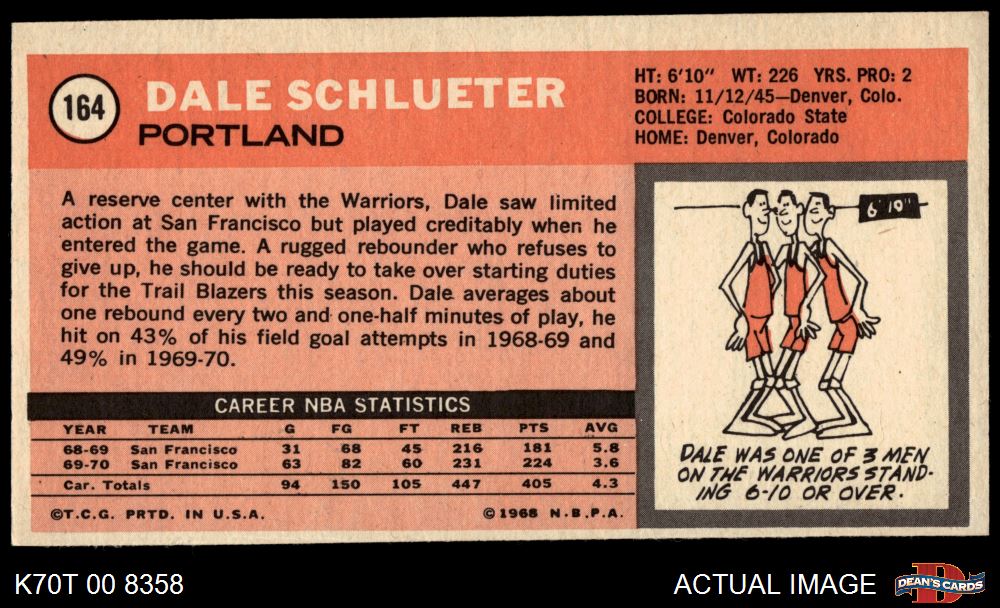 164
DALE SCHLUETER
PORTLAND
HT: 6'10" WT: 226 YRS. PRO: 2
BORN: 11/12/45—Denver, Colo.
COLLEGE: Colorado State
HOME: Denver, Colorado
A reserve center with the Warriors, Dale saw limited
action at San Francisco but played creditably when he
entered the game. A rugged rebounder who refuses to
give up, he should be ready to take over starting duties
for the Trail Blazers this season. Dale averages about
one rebound every two and one-half minutes of play, he
hit on 43% of his field goal attempts in 1968-69 and
49% in 1969-70.
6'10"
DALE WAS ONE OF 3 MEN
ON THE WARRIORS STAND-
ING 6-10 OR OVER.
CAREER NBA STATISTICS
YEAR TEAM G FG FT REB PTS AVG
68-69 San Francisco 31 68 45 216 181 5.8
69-70 San Francisco 63 82 60 231 224 3.6
Car. Totals 94 150 105 447 405 4.3
©T.C.G. PRTD. IN U.S.A. ©1968 N.B.P.A.
K70T 00 8358
ACTUAL IMAGE
DEAN'S CARDS